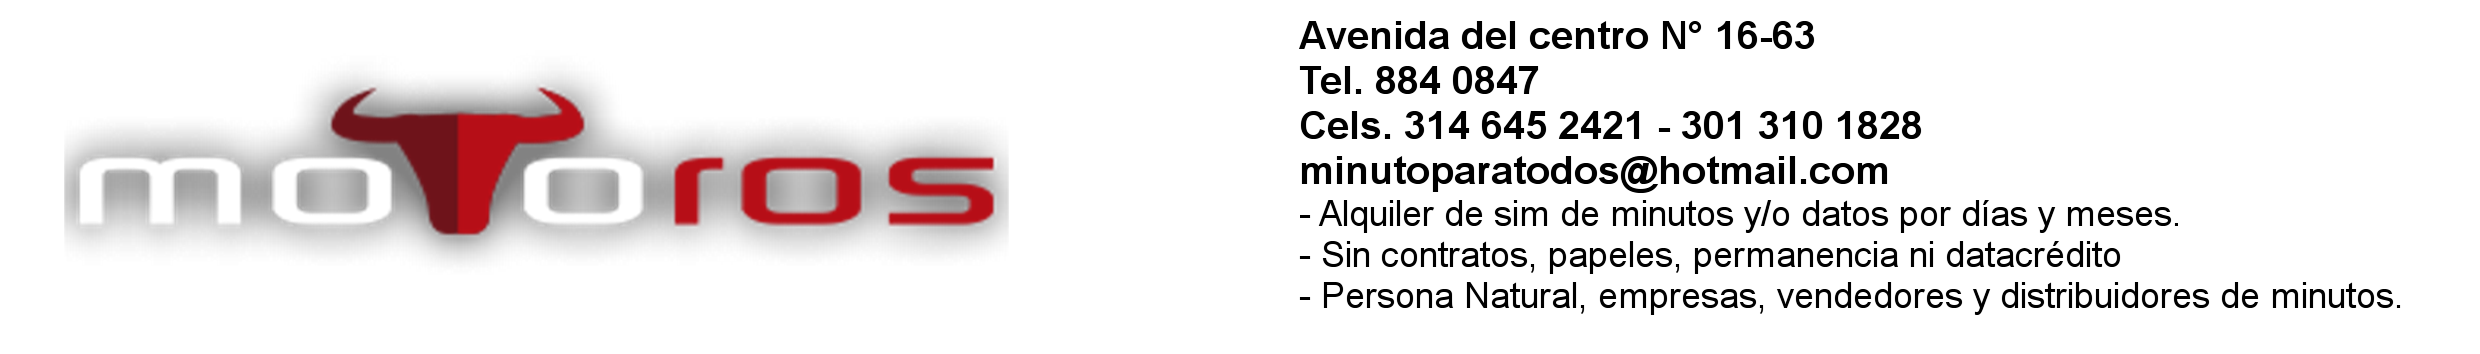 moToros
Avenida del centro N° 16-63
Tel. 884 0847
Cels. 314 645 2421 - 301 310 1828
minutoparatodos@hotmail.com
- Alquiler de sim de minutos y/o datos por días y meses.
- Sin contratos, papeles, permanencia ni datacrédito
- Persona Natural, empresas, vendedores y distribuidores de minutos.